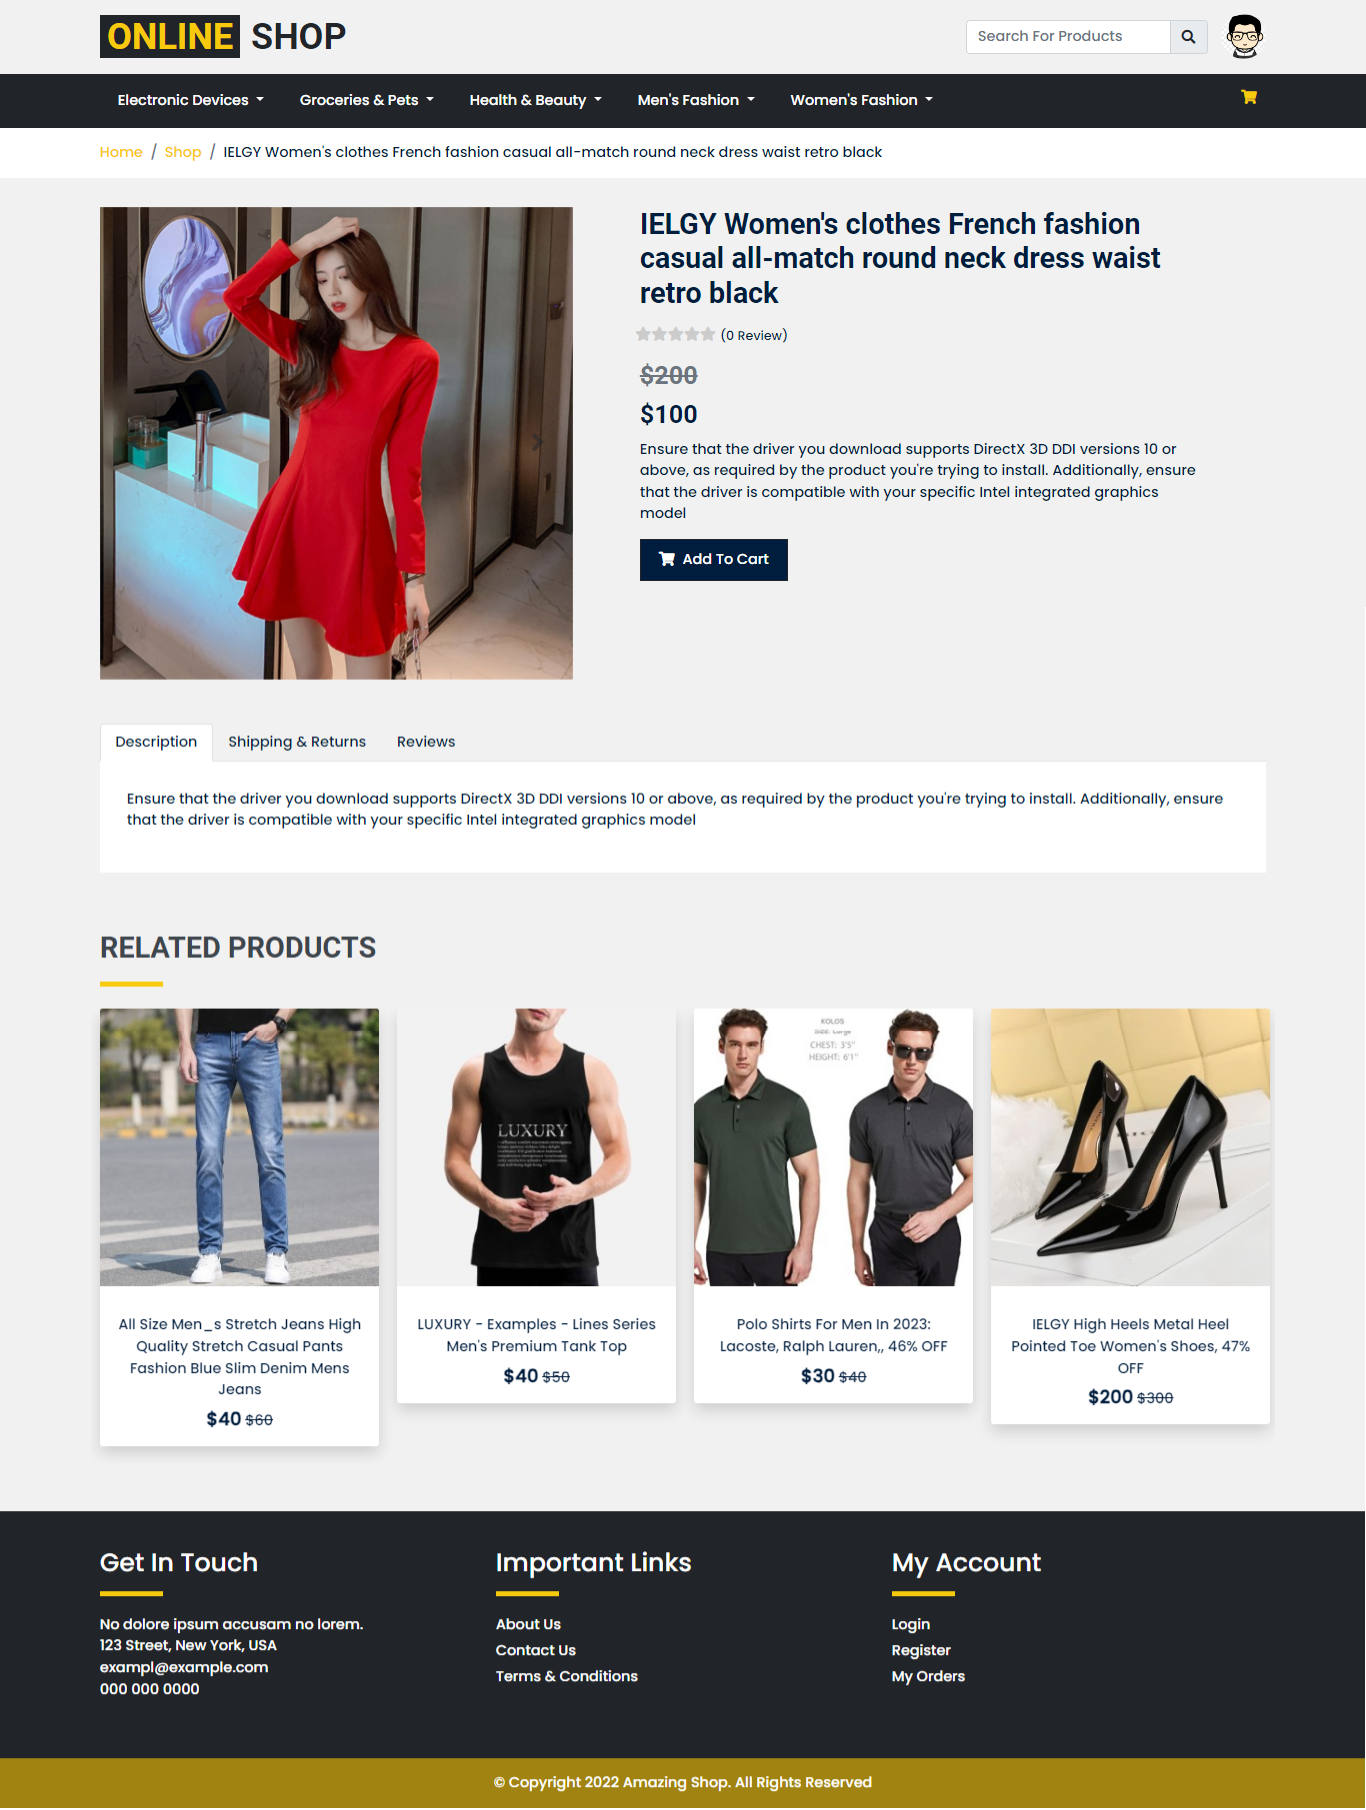 ONLINE SHOP
Search For Products
Electronic Devices
Groceries & Pets
Health & Beauty
Men's Fashion
Women's Fashion
Home / Shop / IELGY Women's clothes French fashion casual all-match round neck dress waist retro black
IELGY Women's clothes French fashion
casual all-match round neck dress waist
retro black
(0 Review)
$200
$100
Ensure that the driver you download supports DirectX 3D DDI versions 10 or
above, as required by the product you're trying to install. Additionally, ensure
that the driver is compatible with your specific Intel integrated graphics
model
Add To Cart
Description
Shipping & Returns
Reviews
Ensure that the driver you download supports DirectX 3D DDI versions 10 or above, as required by the product you're trying to install. Additionally, ensure
that the driver is compatible with your specific Intel integrated graphics model
RELATED PRODUCTS
LUXURY
KOLOS
CHEST: 3'5"
HEIGHT: 6'1"
All Size Men_s Stretch Jeans High
Quality Stretch Casual Pants
Fashion Blue Slim Denim Mens
Jeans
$40 $60
LUXURY - Examples - Lines Series
Men's Premium Tank Top
$40 $50
Polo Shirts For Men In 2023:
Lacoste, Ralph Lauren,, 46% OFF
$30 $40
IELGY High Heels Metal Heel
Pointed Toe Women's Shoes, 47%
OFF
$200 $300
Get In Touch
No dolore ipsum accusam no lorem.
123 Street, New York, USA
exampl@example.com
000 000 0000
Important Links
About Us
Contact Us
Terms & Conditions
My Account
Login
Register
My Orders
© Copyright 2022 Amazing Shop. All Rights Reserved